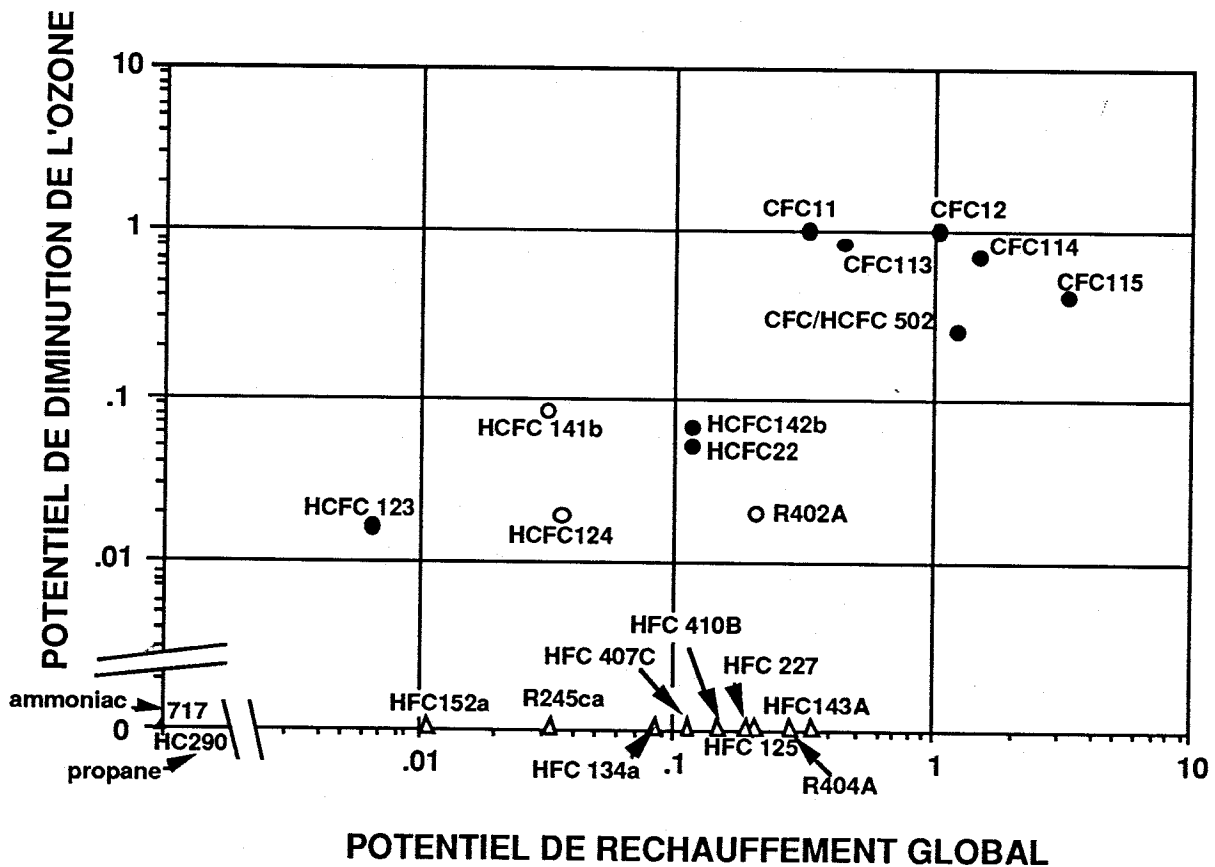 POTENTIEL DE DIMINUTION DE L'OZONE
10
1
.1
.01
0
CFC11
CFC12
CFC113
CFC114
CFC115
CFC/HCFC 502
HCFC 141b
HCFC142b
HCFC22
HCFC 123
HCFC124
R402A
HFC 410B
HFC 407C
HFC 227
HFC152a
R245ca
HFC143A
ammoniac
717
HC290
propane
HFC 134a
HFC 125
R404A
.01
.1
1
10
POTENTIEL DE RECHAUFFEMENT GLOBAL